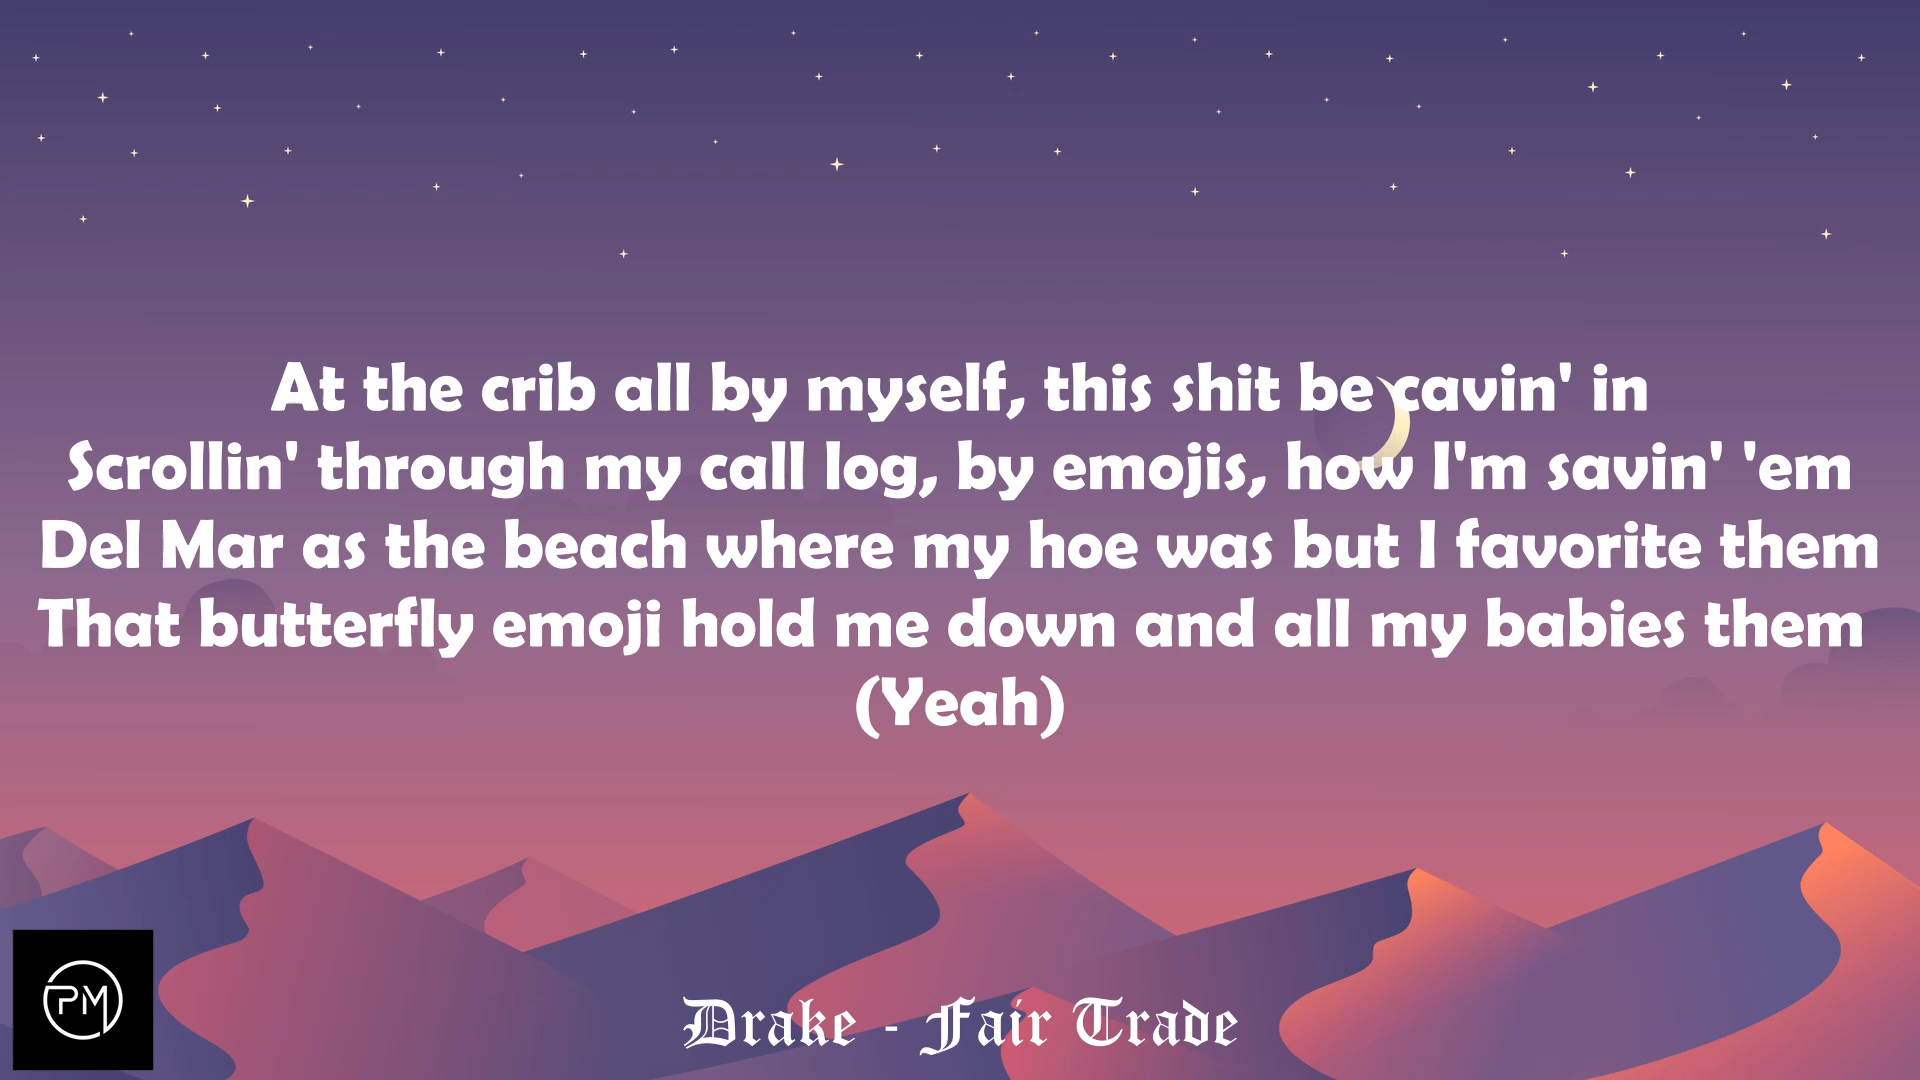 At the crib all by myself, this shit be cavin' in
Scrollin' through my call log, by emojis, how I'm savin' 'em
Del Mar as the beach where my hoe was but I favorite them
That butterfly emoji hold me down and all my babies them
(Yeah)
PM
Drake - Fair Trade